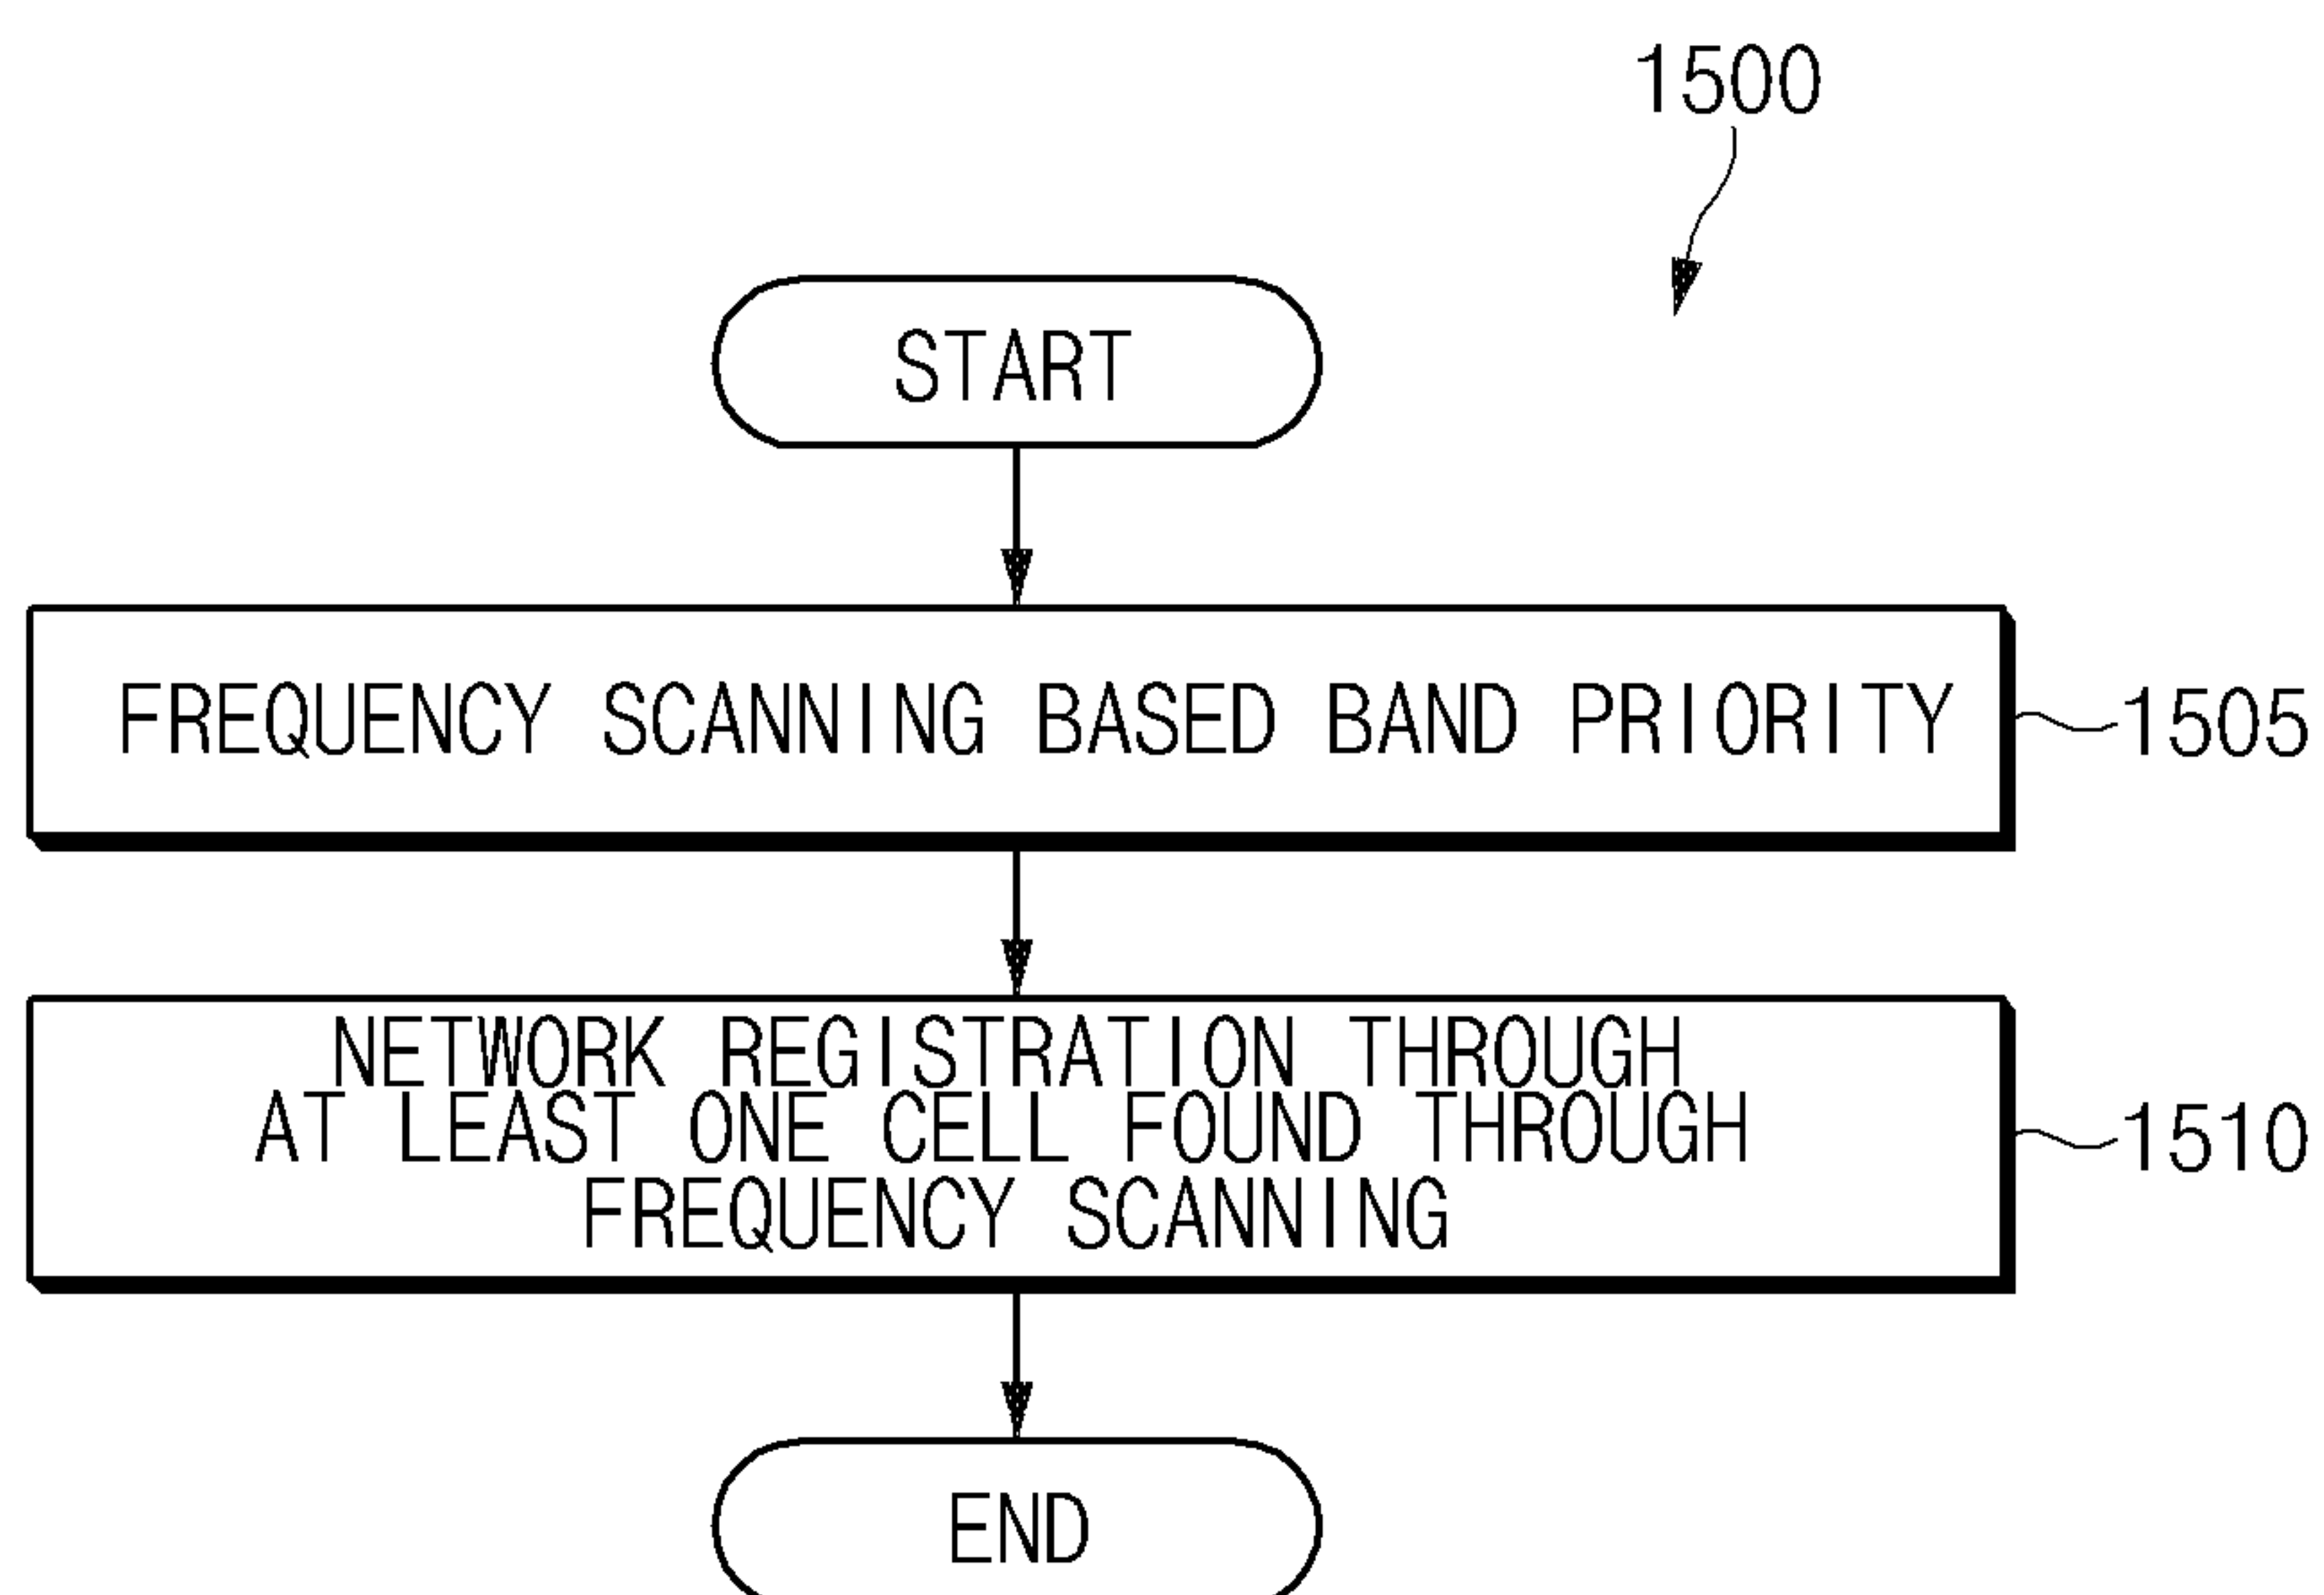 1500
START
FREQUENCY SCANNING BASED BAND PRIORITY
1505
NETWORK REGISTRATION THROUGH
AT LEAST ONE CELL FOUND THROUGH
FREQUENCY SCANNING
1510
END